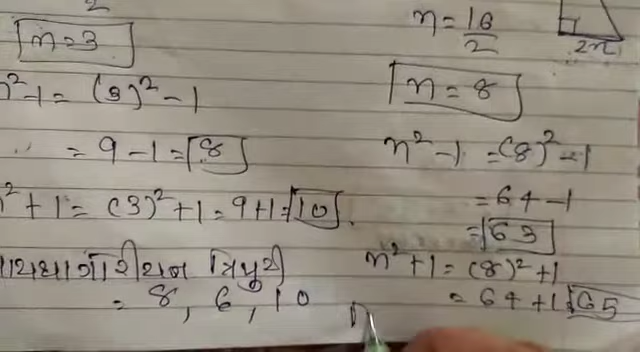 n=3
n²-1 = (3)²-1
= 9-1 = 8
n²+1 = (3)²+1 = 9+1 = 10.
પાયથાગોરીયન ત્રિપુટી
= 8, 6, 10
n = 16/2
2n
n = 8
n²-1 = (8)²-1
= 64-1
= 63
n²+1 = (8)²+1
= 64+1 65